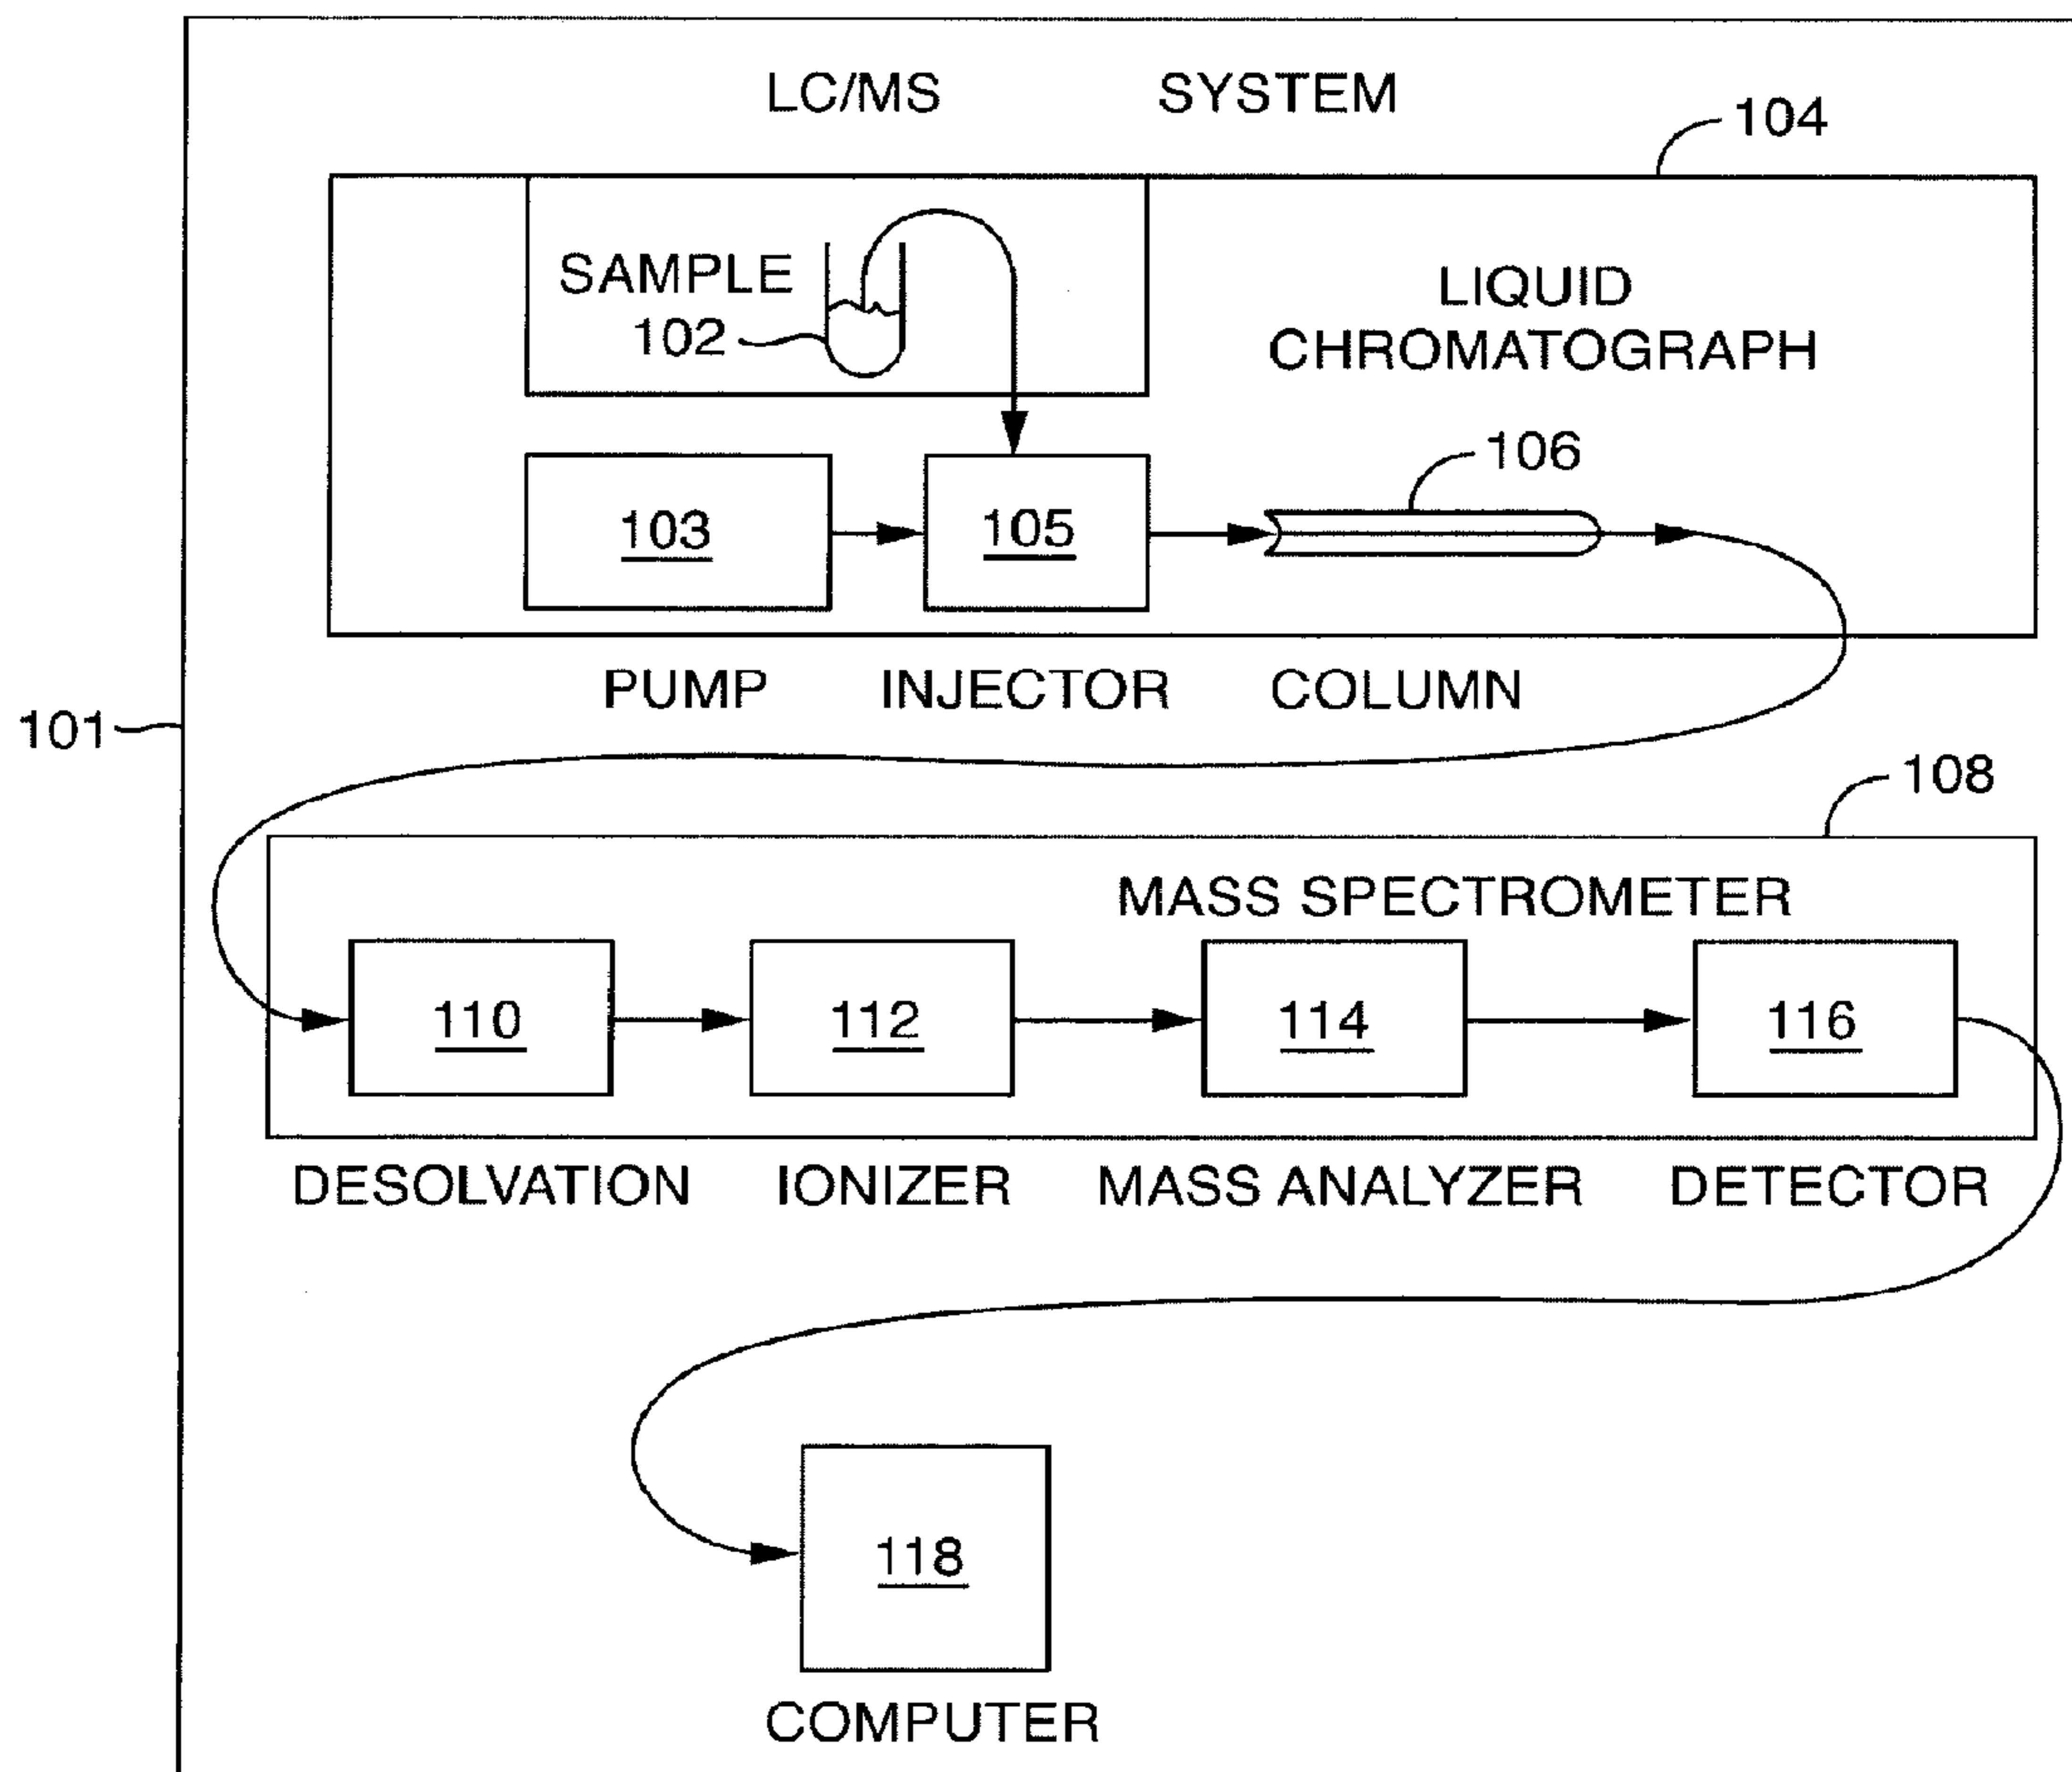 LC/MS SYSTEM
104
SAMPLE
102
LIQUID
CHROMATOGRAPH
106
103
105
PUMP INJECTOR COLUMN
101
108
MASS SPECTROMETER
110
112
114
116
DESOLVATION IONIZER MASS ANALYZER DETECTOR
118
COMPUTER